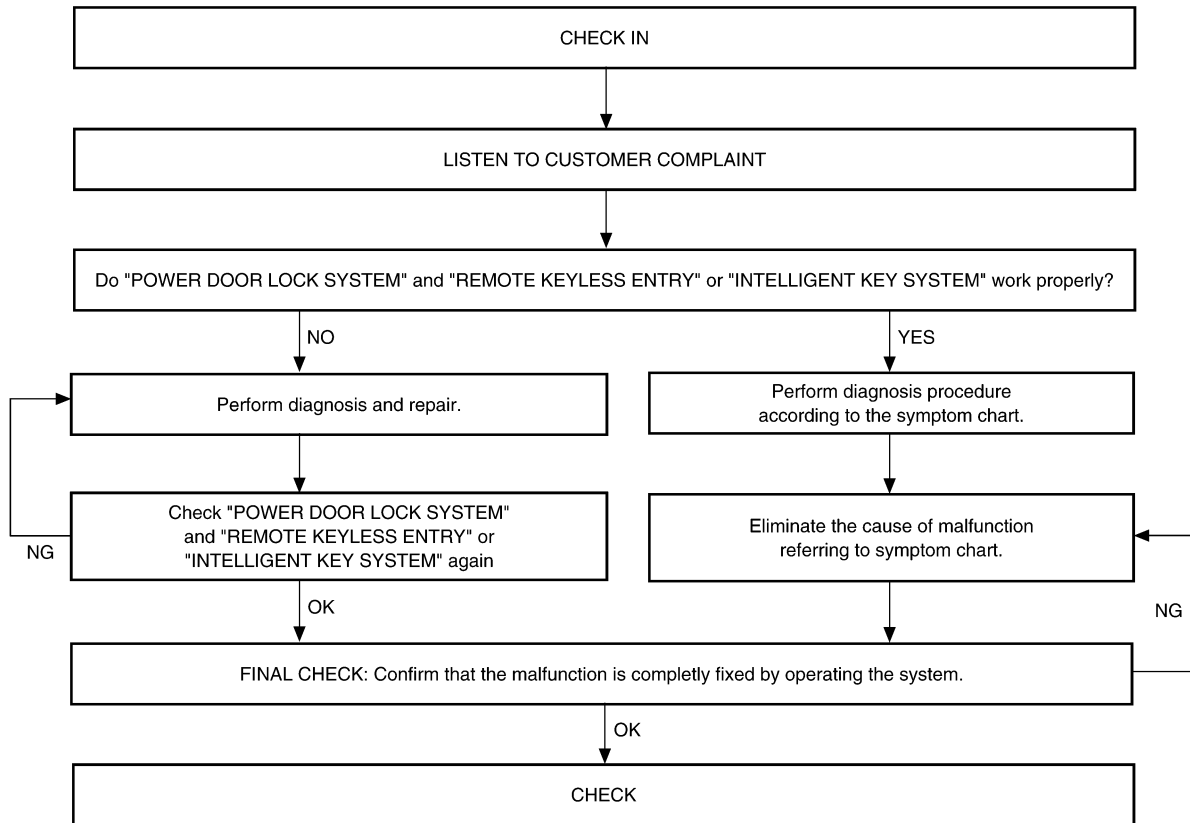 CHECK IN
LISTEN TO CUSTOMER COMPLAINT
Do "POWER DOOR LOCK SYSTEM" and "REMOTE KEYLESS ENTRY" or "INTELLIGENT KEY SYSTEM" work properly?
NO
YES
Perform diagnosis and repair.
Perform diagnosis procedure
according to the symptom chart.
Check "POWER DOOR LOCK SYSTEM"
and "REMOTE KEYLESS ENTRY" or
"INTELLIGENT KEY SYSTEM" again
NG
Eliminate the cause of malfunction
referring to symptom chart.
OK
NG
FINAL CHECK: Confirm that the malfunction is completly fixed by operating the system.
OK
CHECK